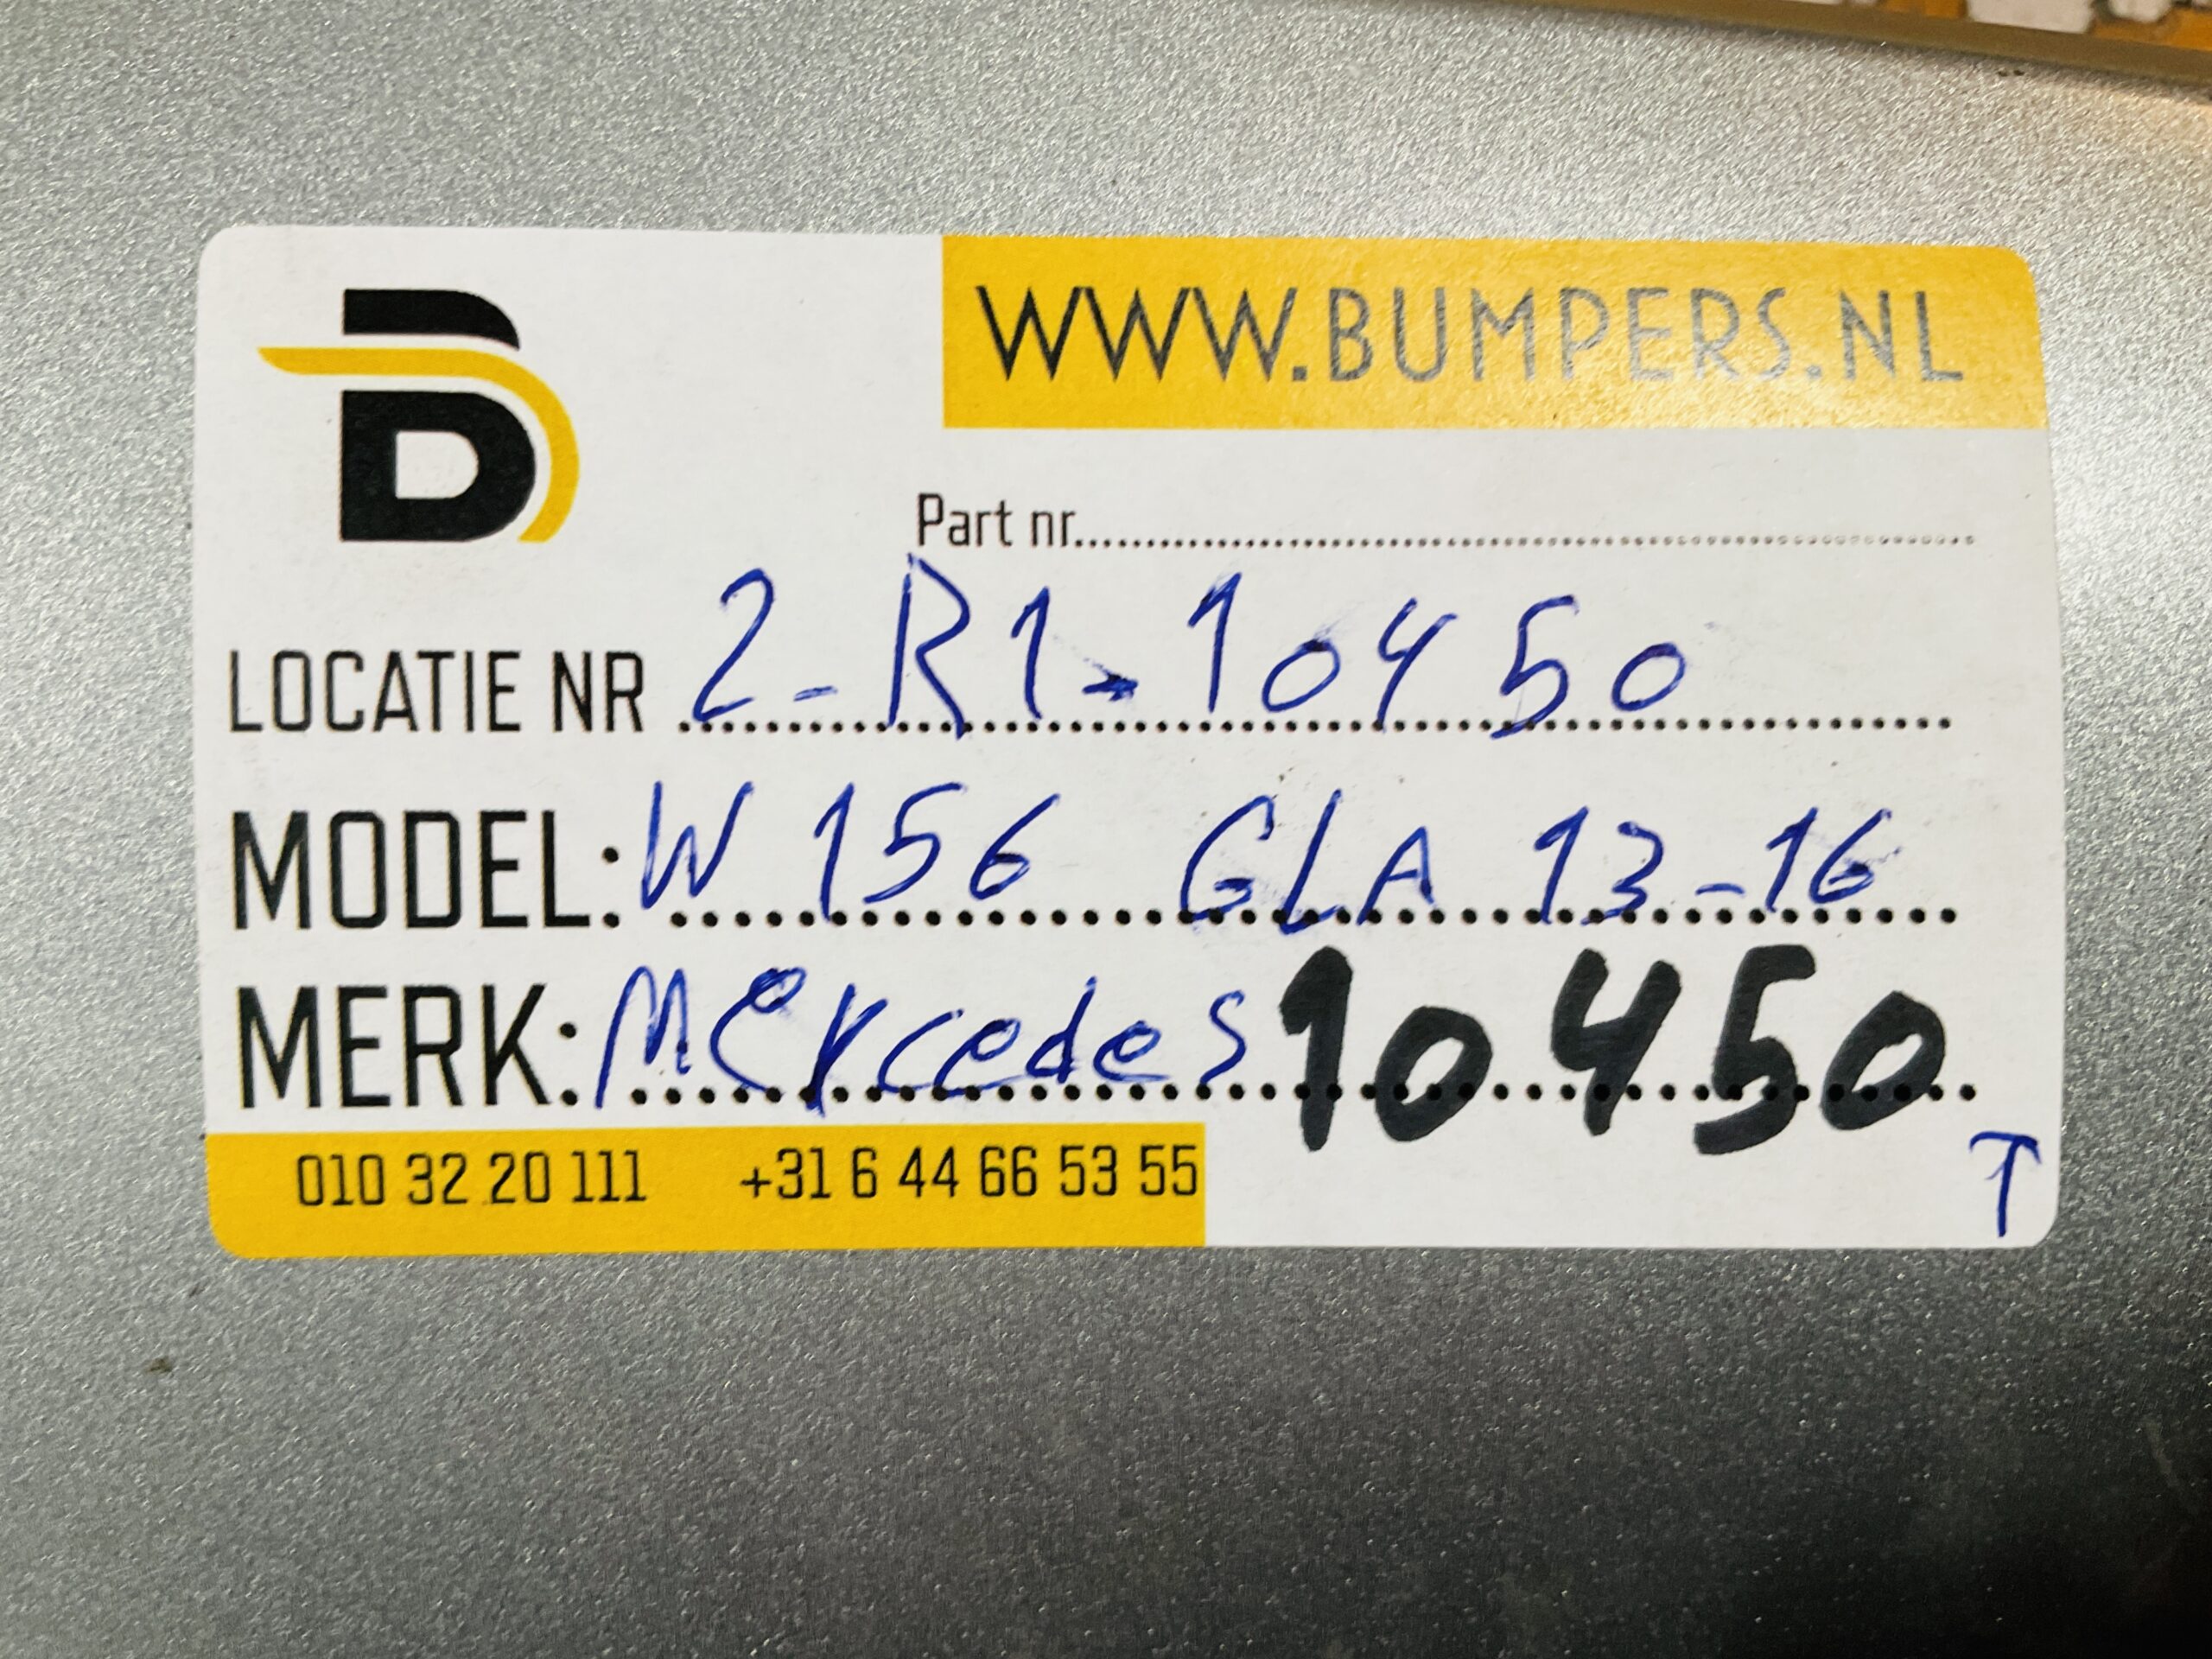 B
WWW.BUMPERS.NL
Part nr..........
LOCATIE NR 2-R1-10450
MODEL: W 156 GLA 13-16
MERK: Mercedes 10450
010 32 20 111 +31 6 44 66 53 55
T